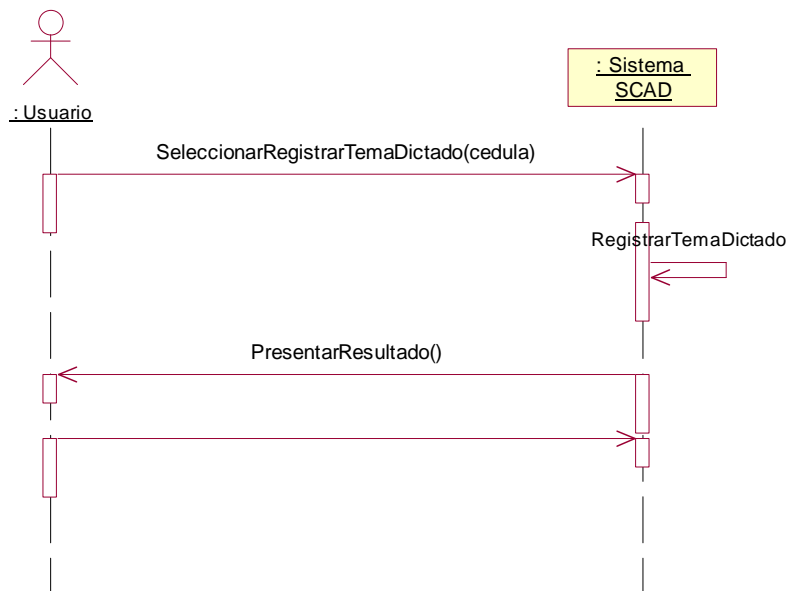 : Sistema
SCAD
: Usuario
SeleccionarRegistrarTemaDictado(cedula)
RegistrarTemaDictado
PresentarResultado()